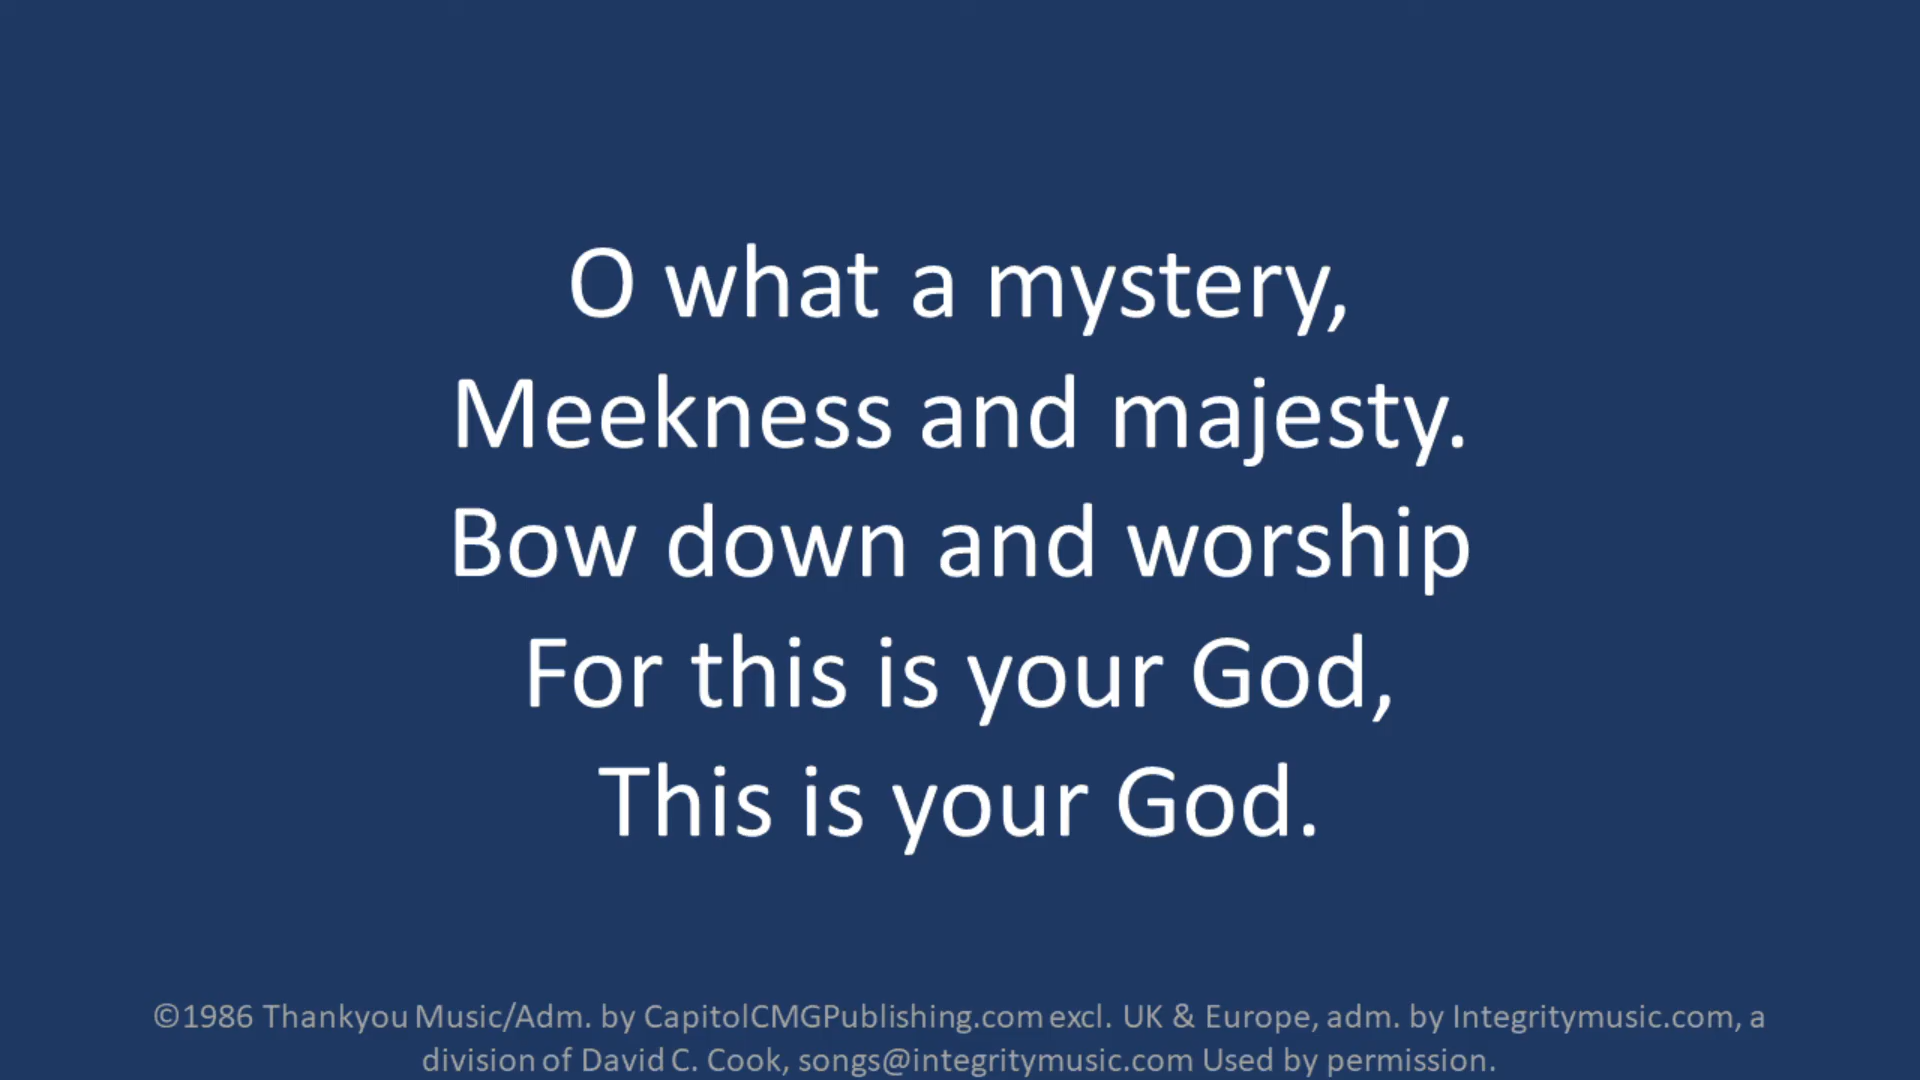 O what a mystery,
Meekness and majesty.
Bow down and worship
For this is your God,
This is your God.
©1986 Thankyou Music/Adm. by CapitolCMGPublishing.com excl. UK & Europe, adm. by Integritymusic.com, a
division of David C. Cook, songs@integritymusic.com Used by permission.